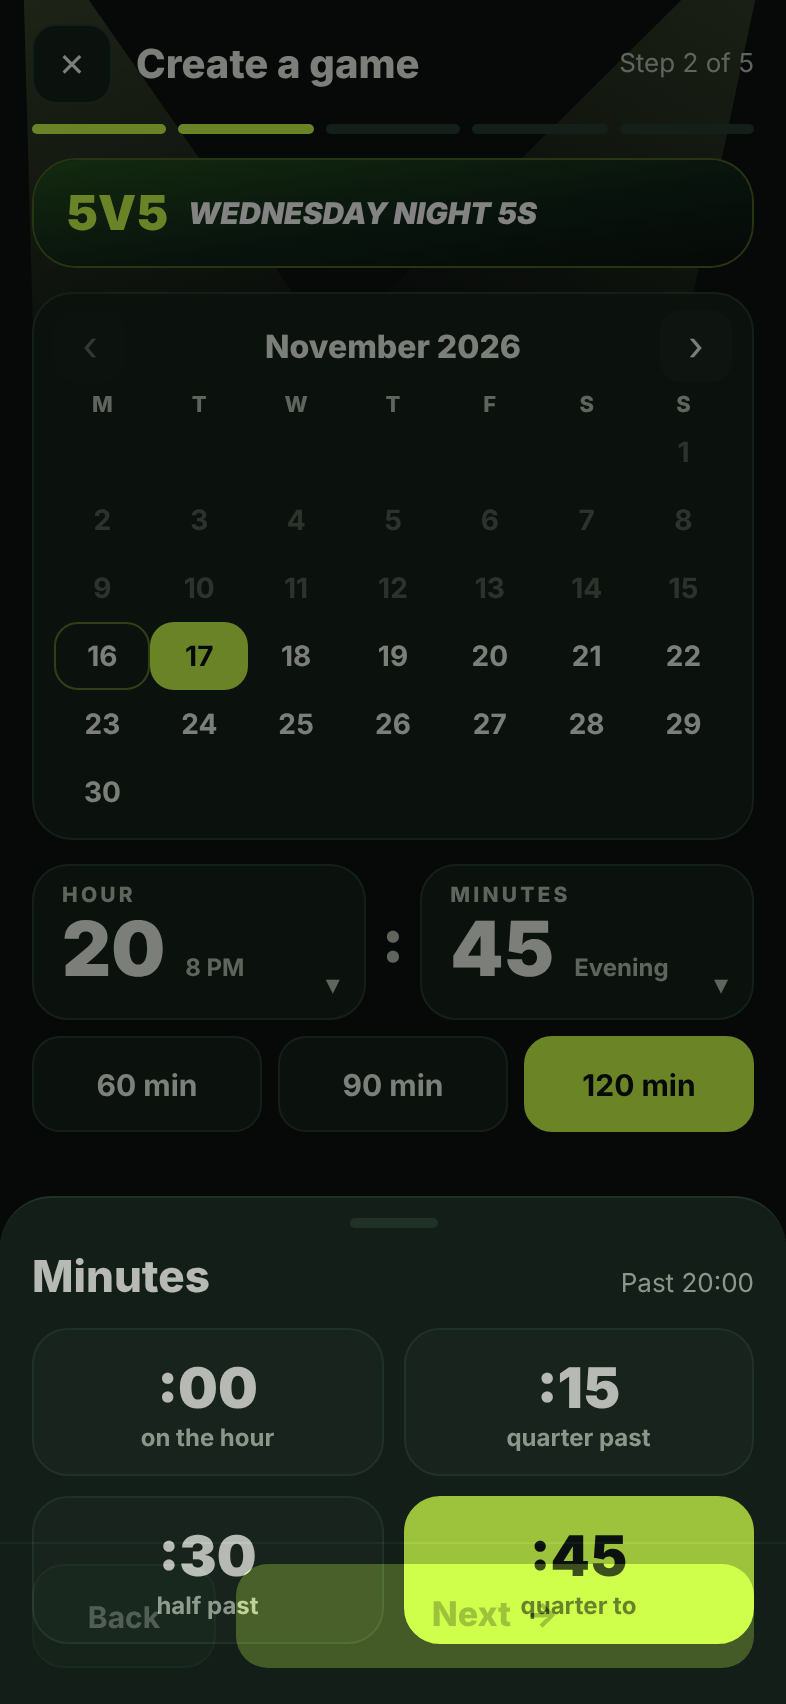 ✕ Create a game Step 2 of 5
5V5 WEDNESDAY NIGHT 5S
‹ November 2026 ›
M T W T F S S
1
2 3 4 5 6 7 8
9 10 11 12 13 14 15
16 17 18 19 20 21 22
23 24 25 26 27 28 29
30
HOUR
20 8 PM ▼
:
MINUTES
45 Evening ▼
60 min 90 min 120 min
Minutes Past 20:00
:00
on the hour
:15
quarter past
:30
half past
:45
quarter to
Back Next →